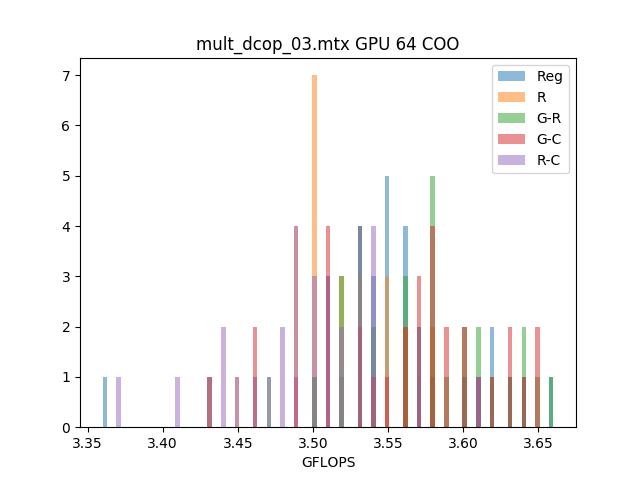 mult_dcop_03.mtx GPU 64 COO
7
6
5
4
3
2
1
0
Reg
R
G-R
G-C
R-C
3.35 3.40 3.45 3.50 3.55 3.60 3.65
GFLOPS